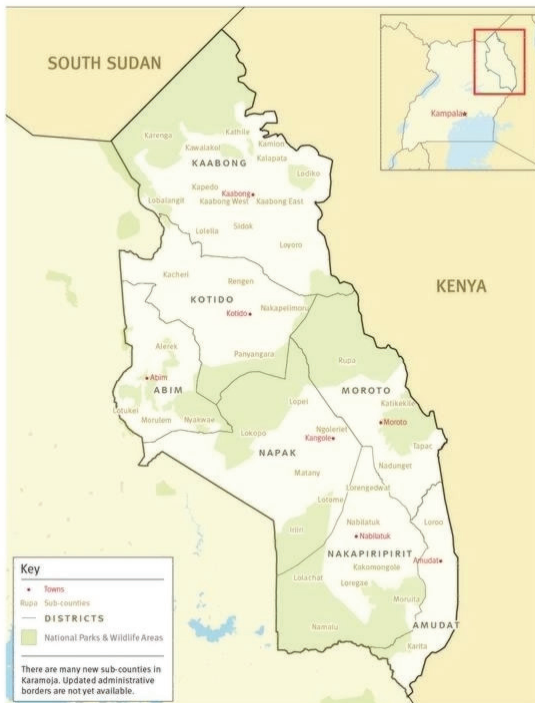 SOUTH SUDAN
Kampala
Kathile
Karenga
Kamion
Kawalakol
Kalapata
KAABONG
Lodiko
Kapedo
Kaabong
Lobalangit
Kaabong West
Kaabong East
Sidok
Lolelia
Loyoro
Kacheri
Rengen
KENYA
KOTIDO
Nakapelimoru
Kotido
Alerek
Panyangara
Rupa
Abim
ABIM
MOROTO
Lopei
Katikekile
Lotukei
Morulem
Nyakwae
Ngoleriet
Moroto
Lokopo
Kangole
Tapac
NAPAK
Nadunget
Matany
Lorengedwat
Lotome
Nabilatuk
Loroo
Iriiri
Nabilatuk
NAKAPIRIPIRIT
Amudat
Kakomongole
Lolachat
Loregae
Moruita
AMUDAT
Namalu
Karita
Key
Towns
Rupa Sub-counties
DISTRICTS
National Parks & Wildlife Areas
There are many new sub-counties in
Karamoja. Updated administrative
borders are not yet available.